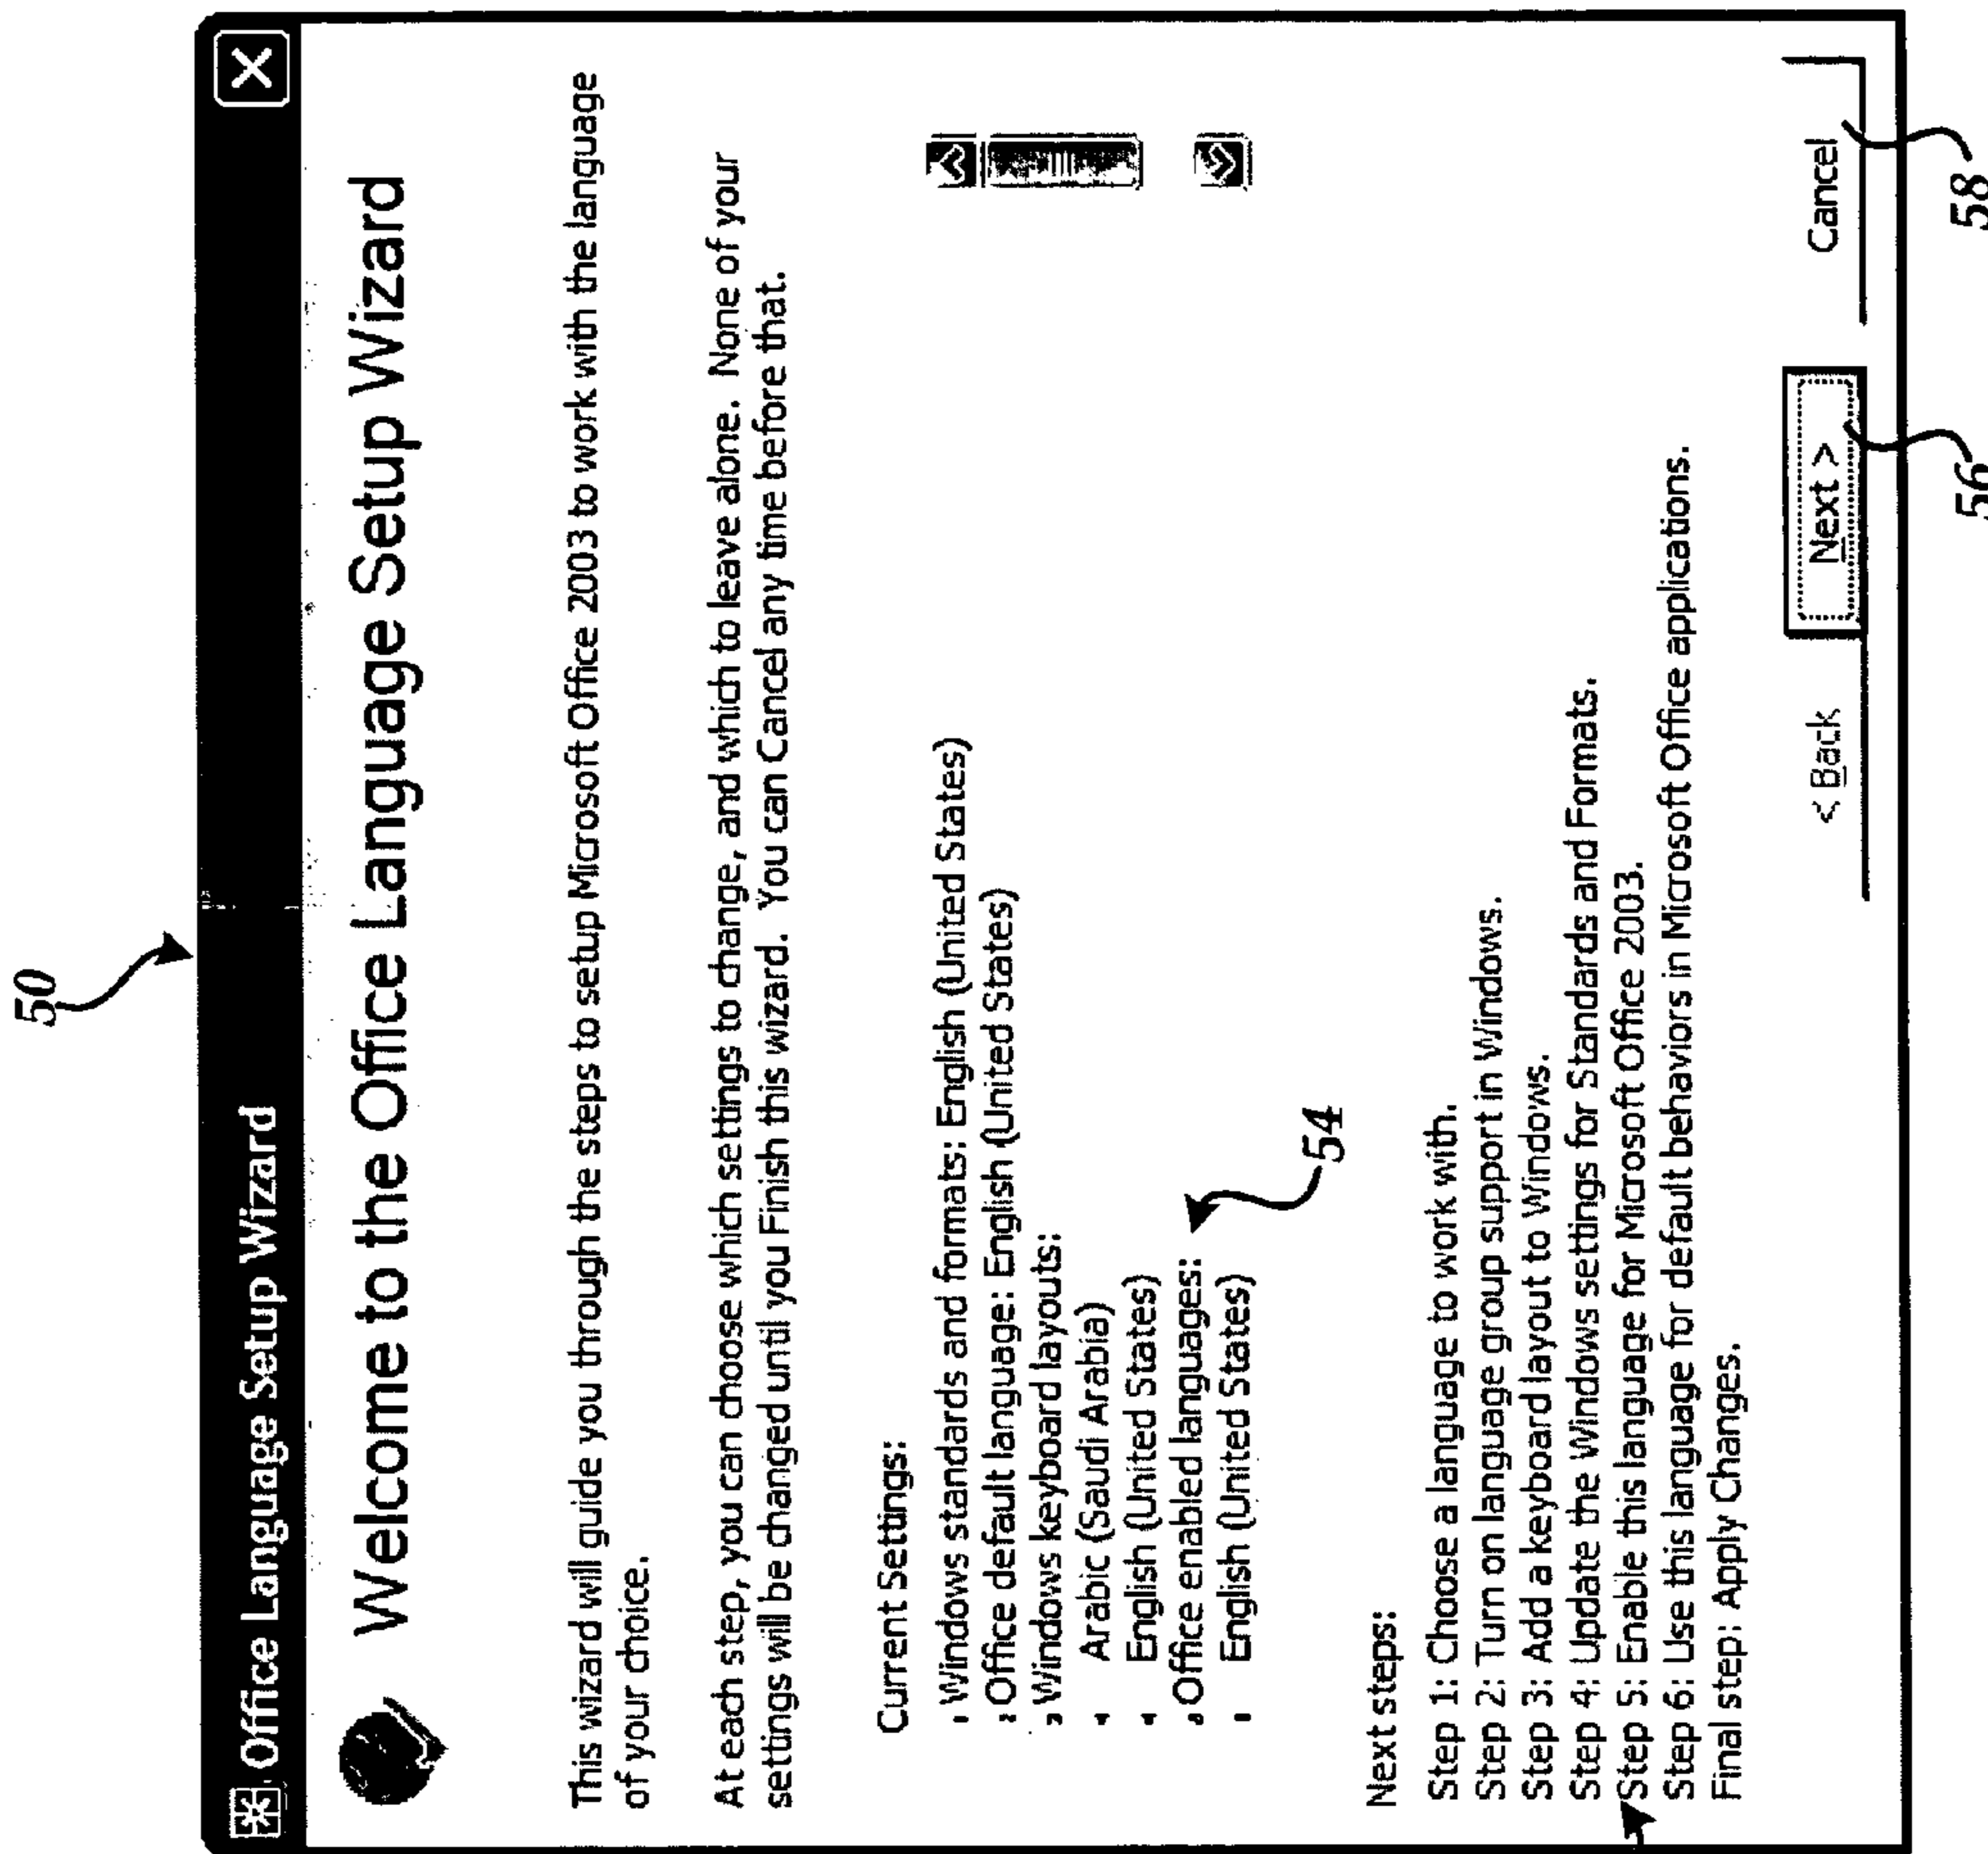 50
Office Language Setup Wizard
Welcome to the Office Language Setup Wizard
This wizard will guide you through the steps to setup Microsoft Office 2003 to work with the language
of your choice.
At each step, you can choose which settings to change, and which to leave alone. None of your
settings will be changed until you Finish this wizard. You can Cancel any time before that.
Current Settings:
Windows standards and formats: English (United States)
Office default language: English (United States)
Windows keyboard layouts:
Arabic (Saudi Arabia)
English (United States)
Office enabled languages:
English (United States)
54
Next steps:
Step 1: Choose a language to work with.
Step 2: Turn on language group support in Windows.
Step 3: Add a keyboard layout to Windows.
Step 4: Update the Windows settings for Standards and Formats.
Step 5: Enable this language for Microsoft Office 2003.
Step 6: Use this language for default behaviors in Microsoft Office applications.
Final step: Apply Changes.
< Back
Next >
Cancel
56
58